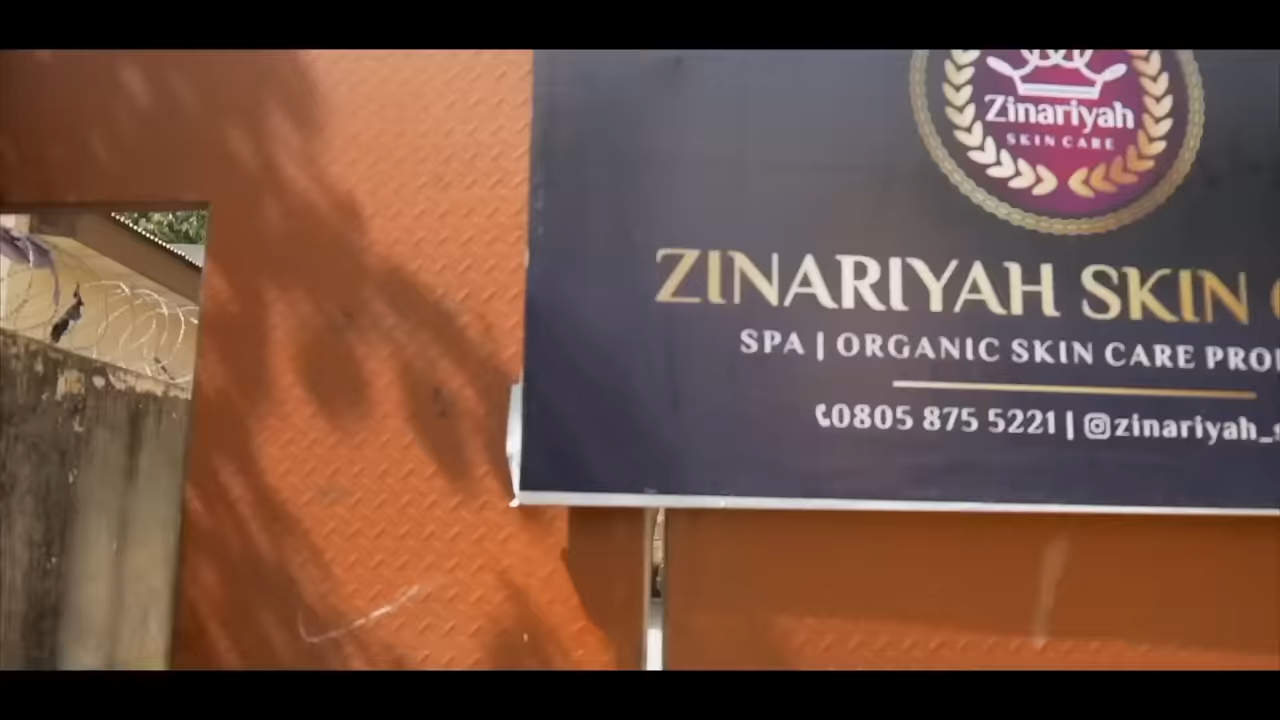 Zinariyah
SKIN CARE
ZINARIYAH SKIN
SPA | ORGANIC SKIN CARE
0805 875 5221 | zinariyah_